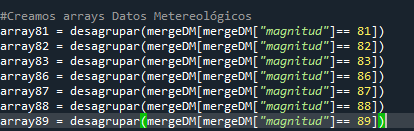 #Creamos arrays Datos Metereológicos
array81 = desagrupar(mergeDM[mergeDM["magnitud"]== 81])
array82 = desagrupar(mergeDM[mergeDM["magnitud"]== 82])
array83 = desagrupar(mergeDM[mergeDM["magnitud"]== 83])
array86 = desagrupar(mergeDM[mergeDM["magnitud"]== 86])
array87 = desagrupar(mergeDM[mergeDM["magnitud"]== 87])
array88 = desagrupar(mergeDM[mergeDM["magnitud"]== 88])
array89 = desagrupar(mergeDM[mergeDM["magnitud"]== 89])